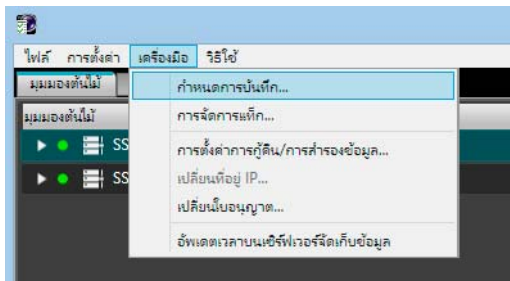 ไฟล์ การตั้งค่า เครื่องมือ วิธีใช้
มุมมองต้นไม้
มุมมองต้นไม้
SS
SS
กำหนดการบันทึก...
การจัดการแท็ก...
การตั้งค่าการกู้คืน/การสำรองข้อมูล...
เปลี่ยนที่อยู่ IP...
เปลี่ยนใบอนุญาต...
อัพเดตเวลาบนเซิร์ฟเวอร์จัดเก็บข้อมูล